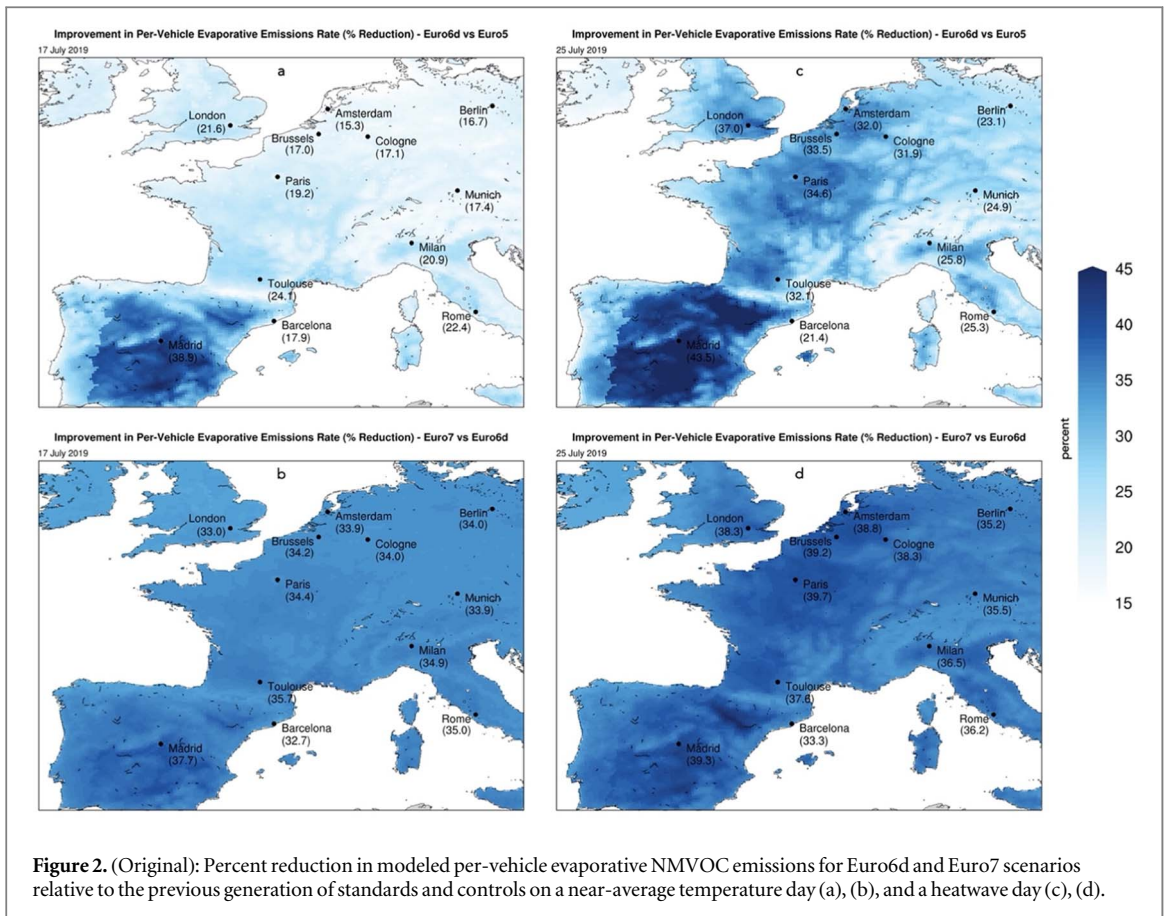 Improvement in Per-Vehicle Evaporative Emissions Rate (% Reduction) - Euro6d vs Euro5
17 July 2019
a
London
(21.6)
Amsterdam
(15.3)
Berlin
(16.7)
Brussels
(17.0)
Cologne
(17.1)
Paris
(19.2)
Munich
(17.4)
Milan
(20.9)
Toulouse
(24.1)
Barcelona
(17.9)
Rome
(22.4)
Madrid
(38.9)
Improvement in Per-Vehicle Evaporative Emissions Rate (% Reduction) - Euro6d vs Euro5
25 July 2019
c
London
(37.0)
Amsterdam
(32.0)
Berlin
(23.1)
Brussels
(33.5)
Cologne
(31.9)
Paris
(34.6)
Munich
(24.9)
Milan
(25.8)
Toulouse
(32.1)
Barcelona
(21.4)
Rome
(25.3)
Madrid
(43.5)
Improvement in Per-Vehicle Evaporative Emissions Rate (% Reduction) - Euro7 vs Euro6d
17 July 2019
b
London
(33.0)
Amsterdam
(33.9)
Berlin
(34.0)
Brussels
(34.2)
Cologne
(34.0)
Paris
(34.4)
Munich
(33.9)
Milan
(34.9)
Toulouse
(35.7)
Barcelona
(32.7)
Rome
(35.0)
Madrid
(37.7)
Improvement in Per-Vehicle Evaporative Emissions Rate (% Reduction) - Euro7 vs Euro6d
25 July 2019
d
London
(38.3)
Amsterdam
(38.8)
Berlin
(35.2)
Brussels
(39.2)
Cologne
(38.3)
Paris
(39.7)
Munich
(35.5)
Milan
(36.5)
Toulouse
(37.6)
Barcelona
(33.3)
Rome
(36.2)
Madrid
(39.3)
percent
45
40
35
30
25
20
15
Figure 2. (Original): Percent reduction in modeled per-vehicle evaporative NMVOC emissions for Euro6d and Euro7 scenarios
relative to the previous generation of standards and controls on a near-average temperature day (a), (b), and a heatwave day (c), (d).